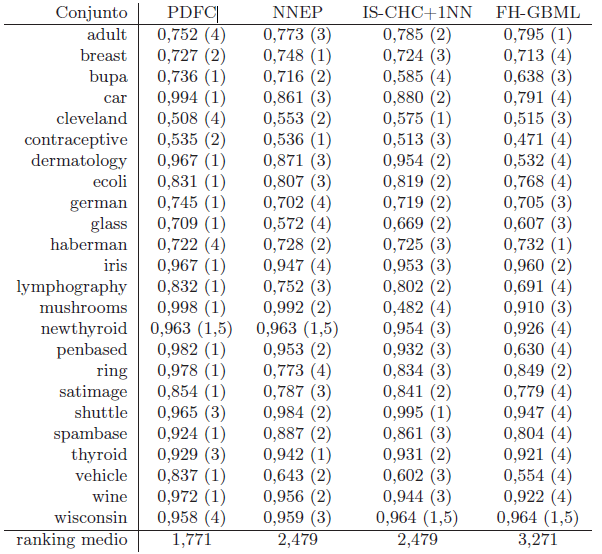 Conjunto PDFC NNEP IS-CHC+1NN FH-GBML
adult 0,752 (4) 0,773 (3) 0,785 (2) 0,795 (1)
breast 0,727 (2) 0,748 (1) 0,724 (3) 0,713 (4)
bupa 0,736 (1) 0,716 (2) 0,585 (4) 0,638 (3)
car 0,994 (1) 0,861 (3) 0,880 (2) 0,791 (4)
cleveland 0,508 (4) 0,553 (2) 0,575 (1) 0,515 (3)
contraceptive 0,535 (2) 0,536 (1) 0,513 (3) 0,471 (4)
dermatology 0,967 (1) 0,871 (3) 0,954 (2) 0,532 (4)
ecoli 0,831 (1) 0,807 (3) 0,819 (2) 0,768 (4)
german 0,745 (1) 0,702 (4) 0,719 (2) 0,705 (3)
glass 0,709 (1) 0,572 (4) 0,669 (2) 0,607 (3)
haberman 0,722 (4) 0,728 (2) 0,725 (3) 0,732 (1)
iris 0,967 (1) 0,947 (4) 0,953 (3) 0,960 (2)
lymphography 0,832 (1) 0,752 (3) 0,802 (2) 0,691 (4)
mushrooms 0,998 (1) 0,992 (2) 0,482 (4) 0,910 (3)
newthyroid 0,963 (1,5) 0,963 (1,5) 0,954 (3) 0,926 (4)
penbased 0,982 (1) 0,953 (2) 0,932 (3) 0,630 (4)
ring 0,978 (1) 0,773 (4) 0,834 (3) 0,849 (2)
satimage 0,854 (1) 0,787 (3) 0,841 (2) 0,779 (4)
shuttle 0,965 (3) 0,984 (2) 0,995 (1) 0,947 (4)
spambase 0,924 (1) 0,887 (2) 0,861 (3) 0,804 (4)
thyroid 0,929 (3) 0,942 (1) 0,931 (2) 0,921 (4)
vehicle 0,837 (1) 0,643 (2) 0,602 (3) 0,554 (4)
wine 0,972 (1) 0,956 (2) 0,944 (3) 0,922 (4)
wisconsin 0,958 (4) 0,959 (3) 0,964 (1,5) 0,964 (1,5)
ranking medio 1,771 2,479 2,479 3,271